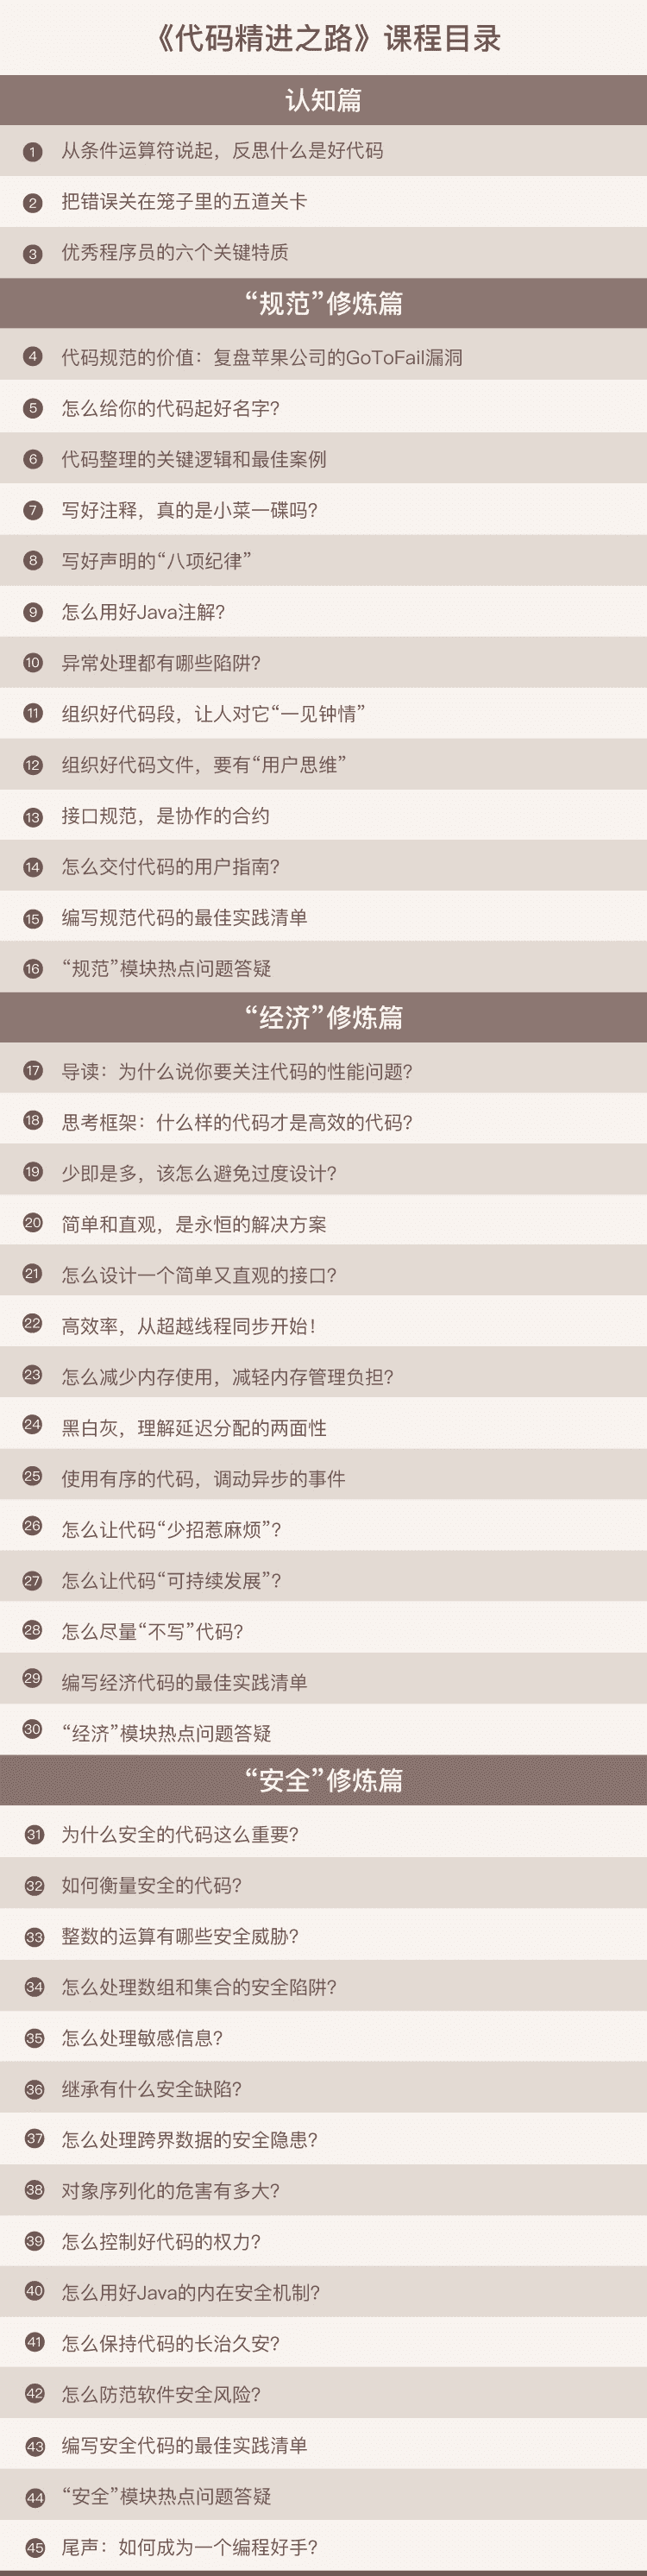 《代码精进之路》课程目录
认知篇
1 从条件运算符说起，反思什么是好代码
2 把错误关在笼子里的五道关卡
3 优秀程序员的六个关键特质
“规范”修炼篇
4 代码规范的价值：复盘苹果公司的GoToFail漏洞
5 怎么给你的代码起好名字?
6 代码整理的关键逻辑和最佳案例
7 写好注释，真的是小菜一碟吗?
8 写好声明的“八项纪律”
9 怎么用好Java注解?
10 异常处理都有哪些陷阱?
11 组织好代码段，让人对它“一见钟情”
12 组织好代码文件，要有“用户思维”
13 接口规范，是协作的合约
14 怎么交付代码的用户指南?
15 编写规范代码的最佳实践清单
16 “规范”模块热点问题答疑
“经济”修炼篇
17 导读：为什么说你要关注代码的性能问题?
18 思考框架：什么样的代码才是高效的代码?
19 少即是多，该怎么避免过度设计?
20 简单和直观，是永恒的解决方案
21 怎么设计一个简单又直观的接口?
22 高效率，从超越线程同步开始！
23 怎么减少内存使用，减轻内存管理负担?
24 黑白灰，理解延迟分配的两面性
25 使用有序的代码，调动异步的事件
26 怎么让代码“少招惹麻烦”?
27 怎么让代码“可持续发展”?
28 怎么尽量“不写”代码?
29 编写经济代码的最佳实践清单
30 “经济”模块热点问题答疑
“安全”修炼篇
31 为什么安全的代码这么重要?
32 如何衡量安全的代码?
33 整数的运算有哪些安全威胁?
34 怎么处理数组和集合的安全陷阱?
35 怎么处理敏感信息?
36 继承有什么安全缺陷?
37 怎么处理跨界数据的安全隐患?
38 对象序列化的危害有多大?
39 怎么控制好代码的权力?
40 怎么用好Java的内在安全机制?
41 怎么保持代码的长治久安?
42 怎么防范软件安全风险?
43 编写安全代码的最佳实践清单
44 “安全”模块热点问题答疑
45 尾声：如何成为一个编程好手?